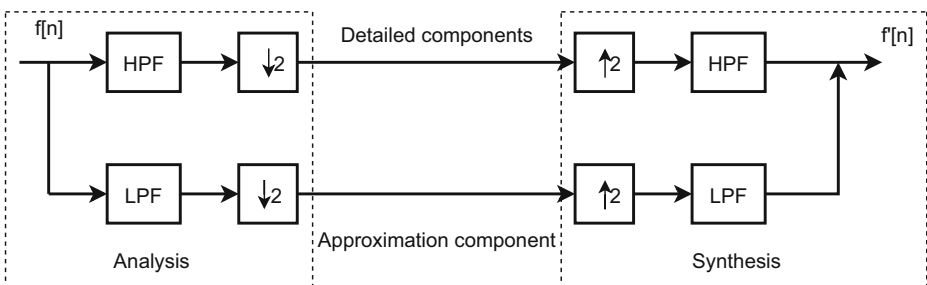 f[n]
Detailed components
f'[n]
HPF
↓2
↑2
HPF
LPF
↓2
↑2
LPF
Approximation component
Analysis
Synthesis